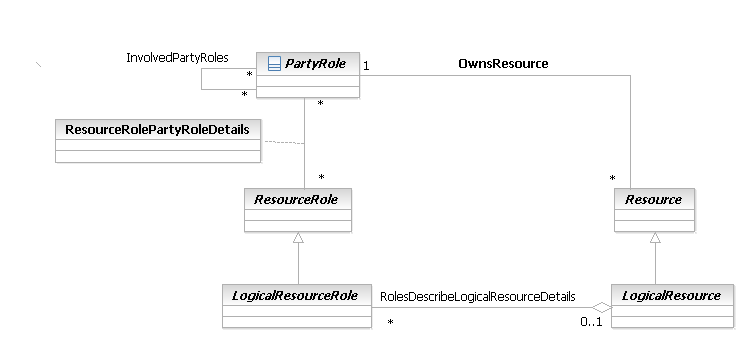 InvolvedPartyRoles
PartyRole
1
OwnsResource
*
*
*
ResourceRolePartyRoleDetails
*
*
ResourceRole
Resource
LogicalResourceRole
RolesDescribeLogicalResourceDetails
LogicalResource
*
0..1